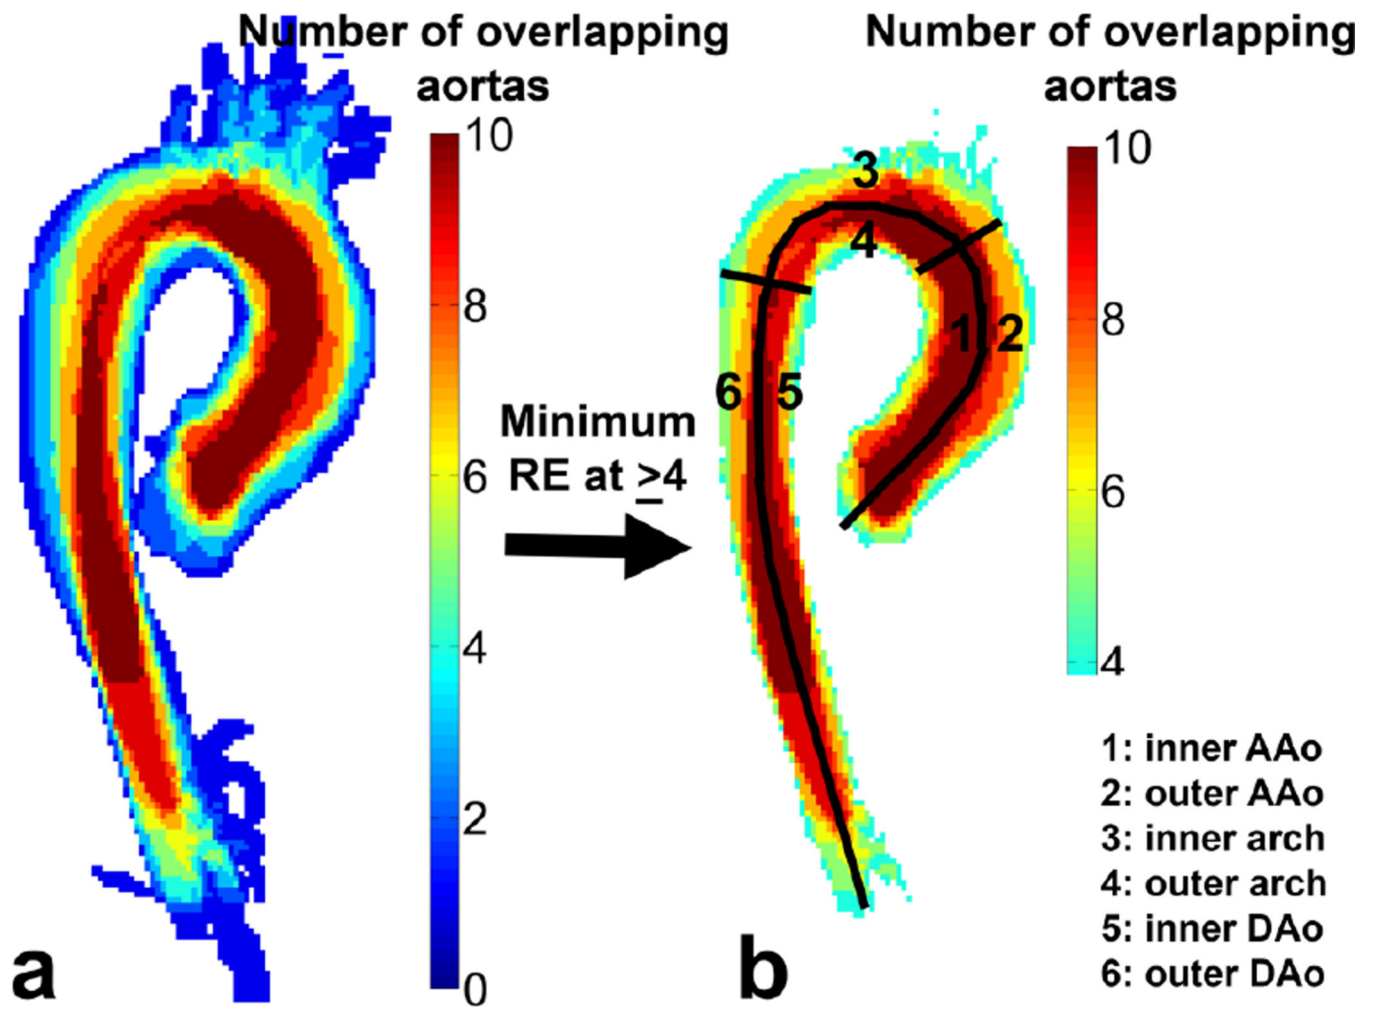 Number of overlapping
aortas
10
8
6
4
2
0
a
Minimum
RE at ≥4
Number of overlapping
aortas
10
8
6
4
3
4
1 2
6 5
b
1: inner AAo
2: outer AAo
3: inner arch
4: outer arch
5: inner DAo
6: outer DAo